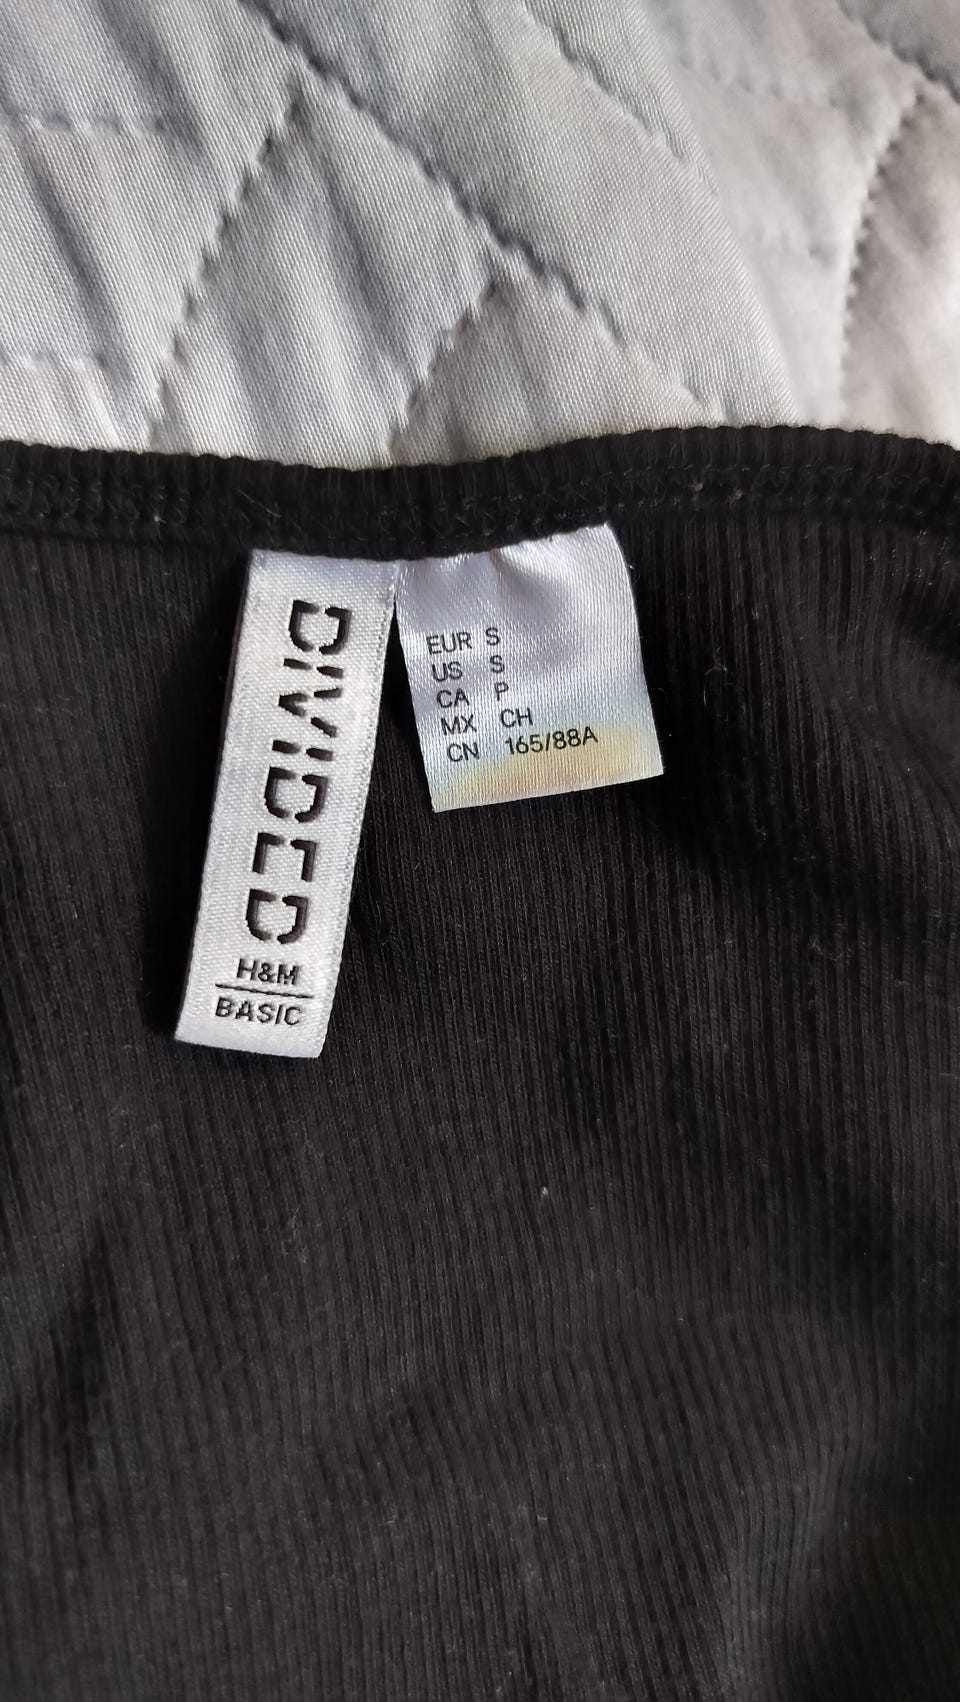 DIVIDED
H&M
BASIC
EUR S
US S
CA P
MX CH
CN 165/88A